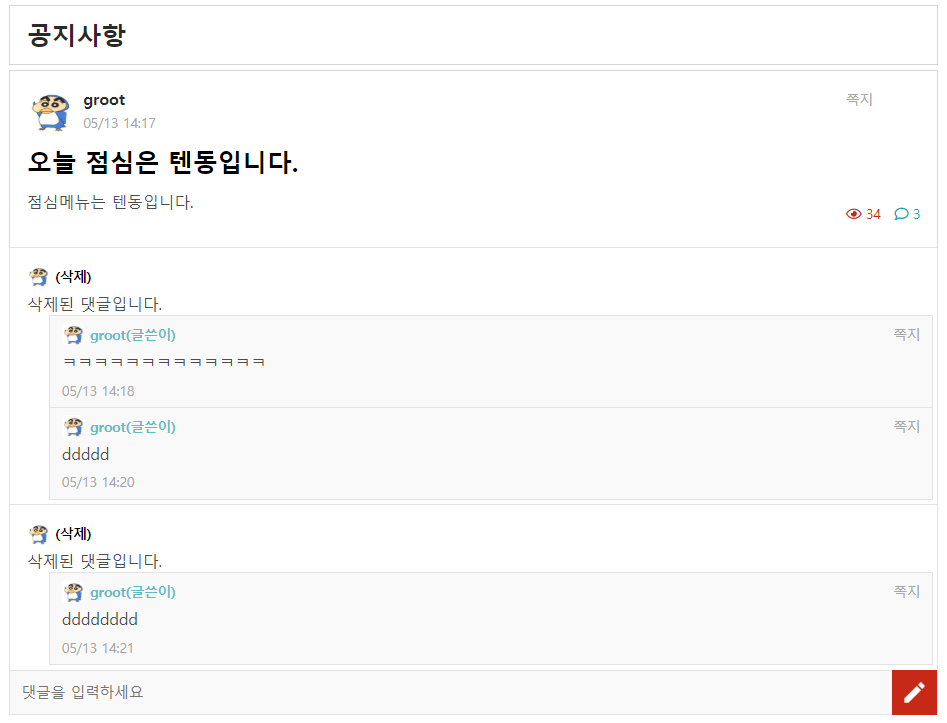 공지사항
groot
쪽지
05/13 14:17
오늘 점심은 텐동입니다.
점심메뉴는 텐동입니다.
34 3
(삭제)
삭제된 댓글입니다.
groot(글쓴이) 쪽지
ㅋㅋㅋㅋㅋㅋㅋㅋㅋㅋㅋㅋㅋ
05/13 14:18
groot(글쓴이) 쪽지
ddddd
05/13 14:20
(삭제)
삭제된 댓글입니다.
groot(글쓴이) 쪽지
dddddddd
05/13 14:21
댓글을 입력하세요